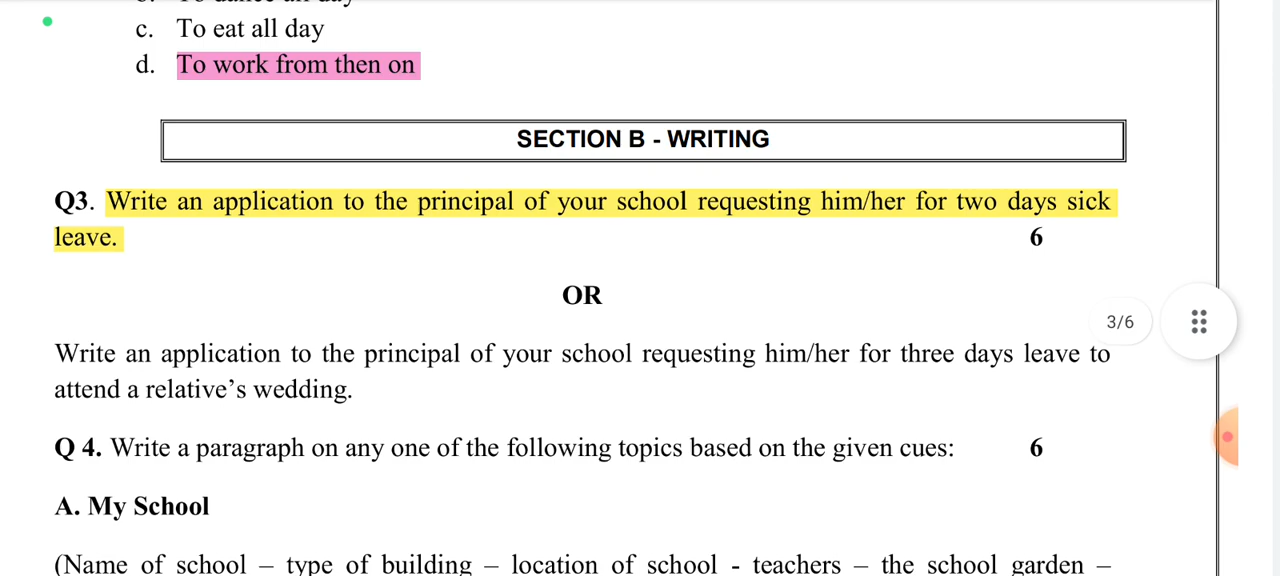 c. To eat all day
d. To work from then on
SECTION B - WRITING
Q3. Write an application to the principal of your school requesting him/her for two days sick
leave. 6
OR
3/6
Write an application to the principal of your school requesting him/her for three days leave to
attend a relative’s wedding.
Q 4. Write a paragraph on any one of the following topics based on the given cues: 6
A. My School
(Name of school – type of building – location of school - teachers – the school garden –